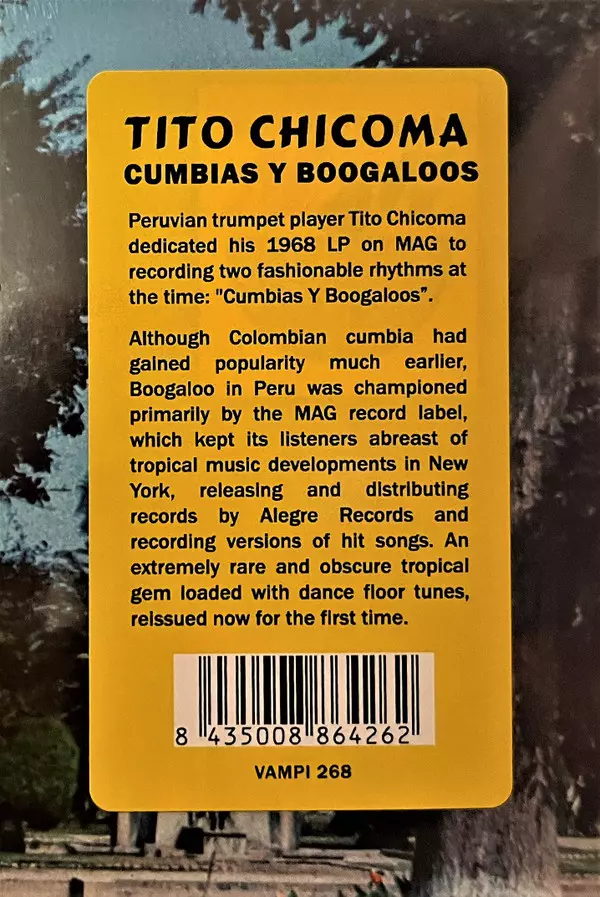 TITO CHICOMA
CUMBIAS Y BOOGALOOS
Peruvian trumpet player Tito Chicoma
dedicated his 1968 LP on MAG to
recording two fashionable rhythms at
the time: "Cumbias Y Boogaloos”.
Although Colombian cumbia had
gained popularity much earlier,
Boogaloo in Peru was championed
primarily by the MAG record label,
which kept its listeners abreast of
tropical music developments in New
York, releasing and distributing
records by Alegre Records and
recording versions of hit songs. An
extremely rare and obscure tropical
gem loaded with dance floor tunes,
reissued now for the first time.
8 435008 864262
VAMPI 268